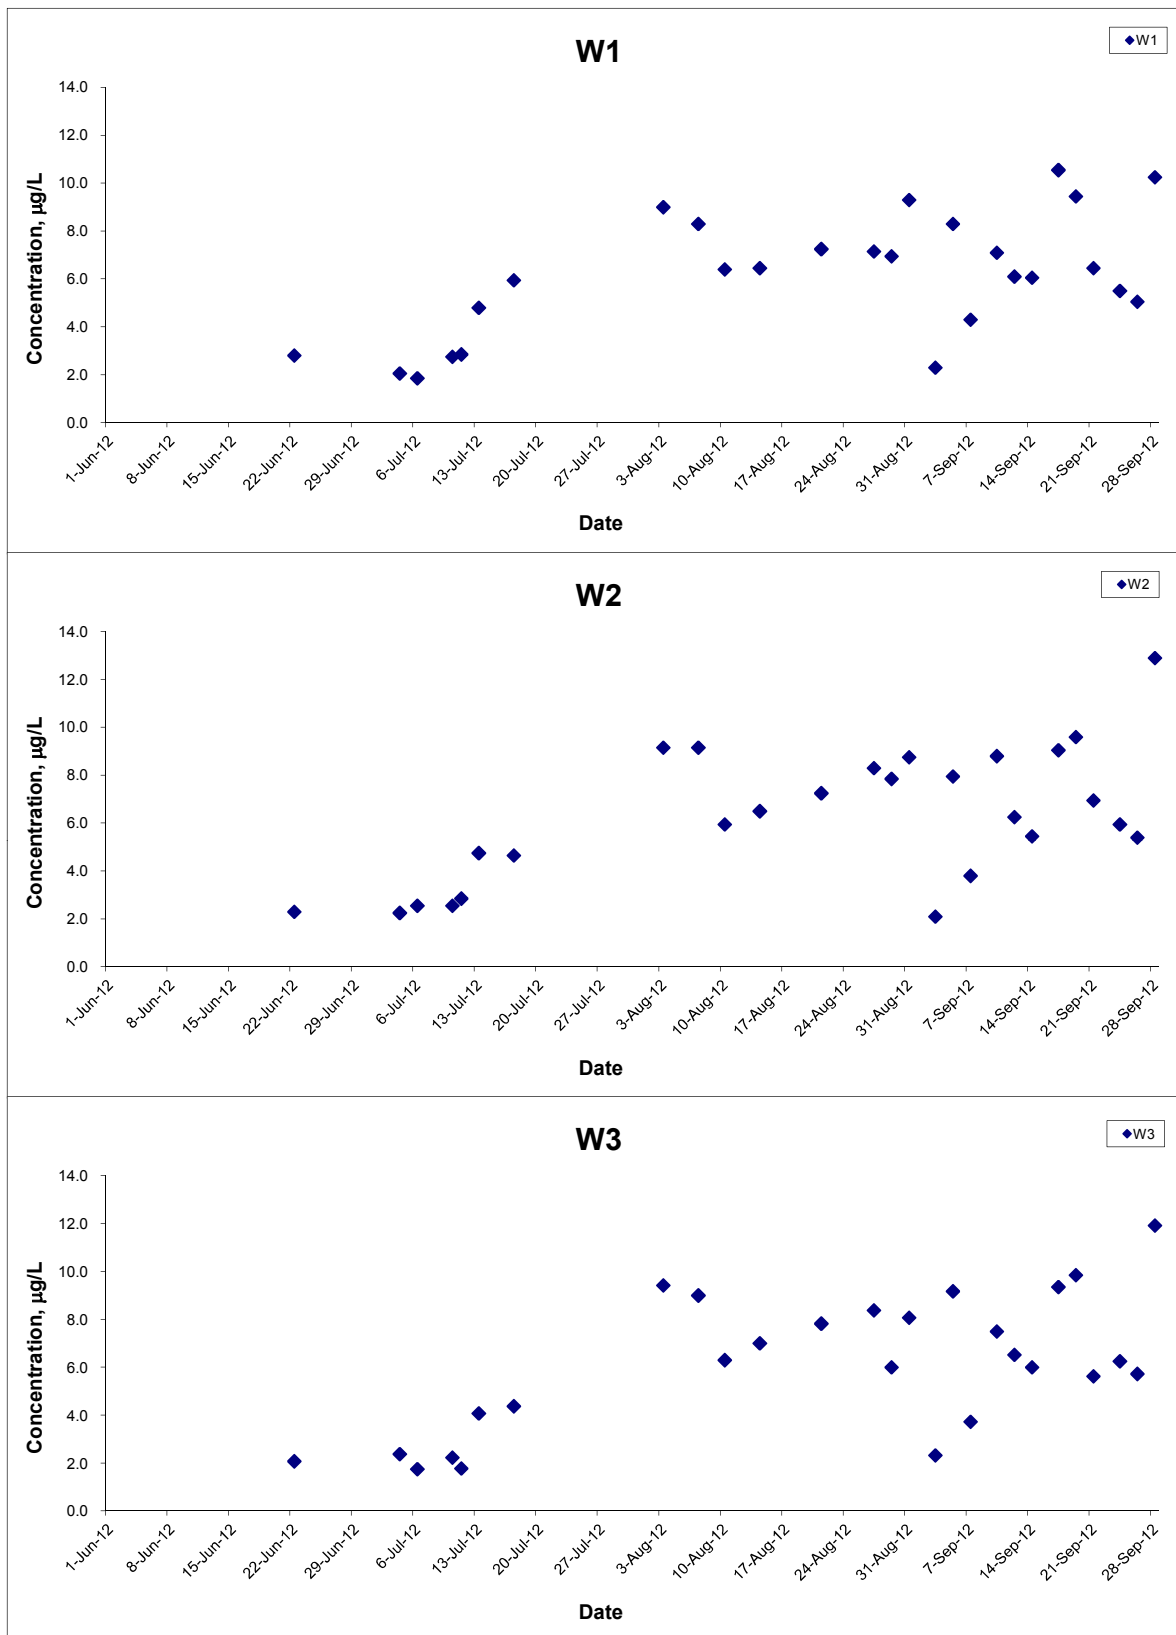 W1
W1
14.0
12.0
10.0
8.0
6.0
4.0
2.0
0.0
Concentration, µg/L
1-Jun-12
8-Jun-12
15-Jun-12
22-Jun-12
29-Jun-12
6-Jul-12
13-Jul-12
20-Jul-12
27-Jul-12
3-Aug-12
10-Aug-12
17-Aug-12
24-Aug-12
31-Aug-12
7-Sep-12
14-Sep-12
21-Sep-12
28-Sep-12
Date
W2
W2
14.0
12.0
10.0
8.0
6.0
4.0
2.0
0.0
Concentration, µg/L
1-Jun-12
8-Jun-12
15-Jun-12
22-Jun-12
29-Jun-12
6-Jul-12
13-Jul-12
20-Jul-12
27-Jul-12
3-Aug-12
10-Aug-12
17-Aug-12
24-Aug-12
31-Aug-12
7-Sep-12
14-Sep-12
21-Sep-12
28-Sep-12
Date
W3
W3
14.0
12.0
10.0
8.0
6.0
4.0
2.0
0.0
Concentration, µg/L
1-Jun-12
8-Jun-12
15-Jun-12
22-Jun-12
29-Jun-12
6-Jul-12
13-Jul-12
20-Jul-12
27-Jul-12
3-Aug-12
10-Aug-12
17-Aug-12
24-Aug-12
31-Aug-12
7-Sep-12
14-Sep-12
21-Sep-12
28-Sep-12
Date